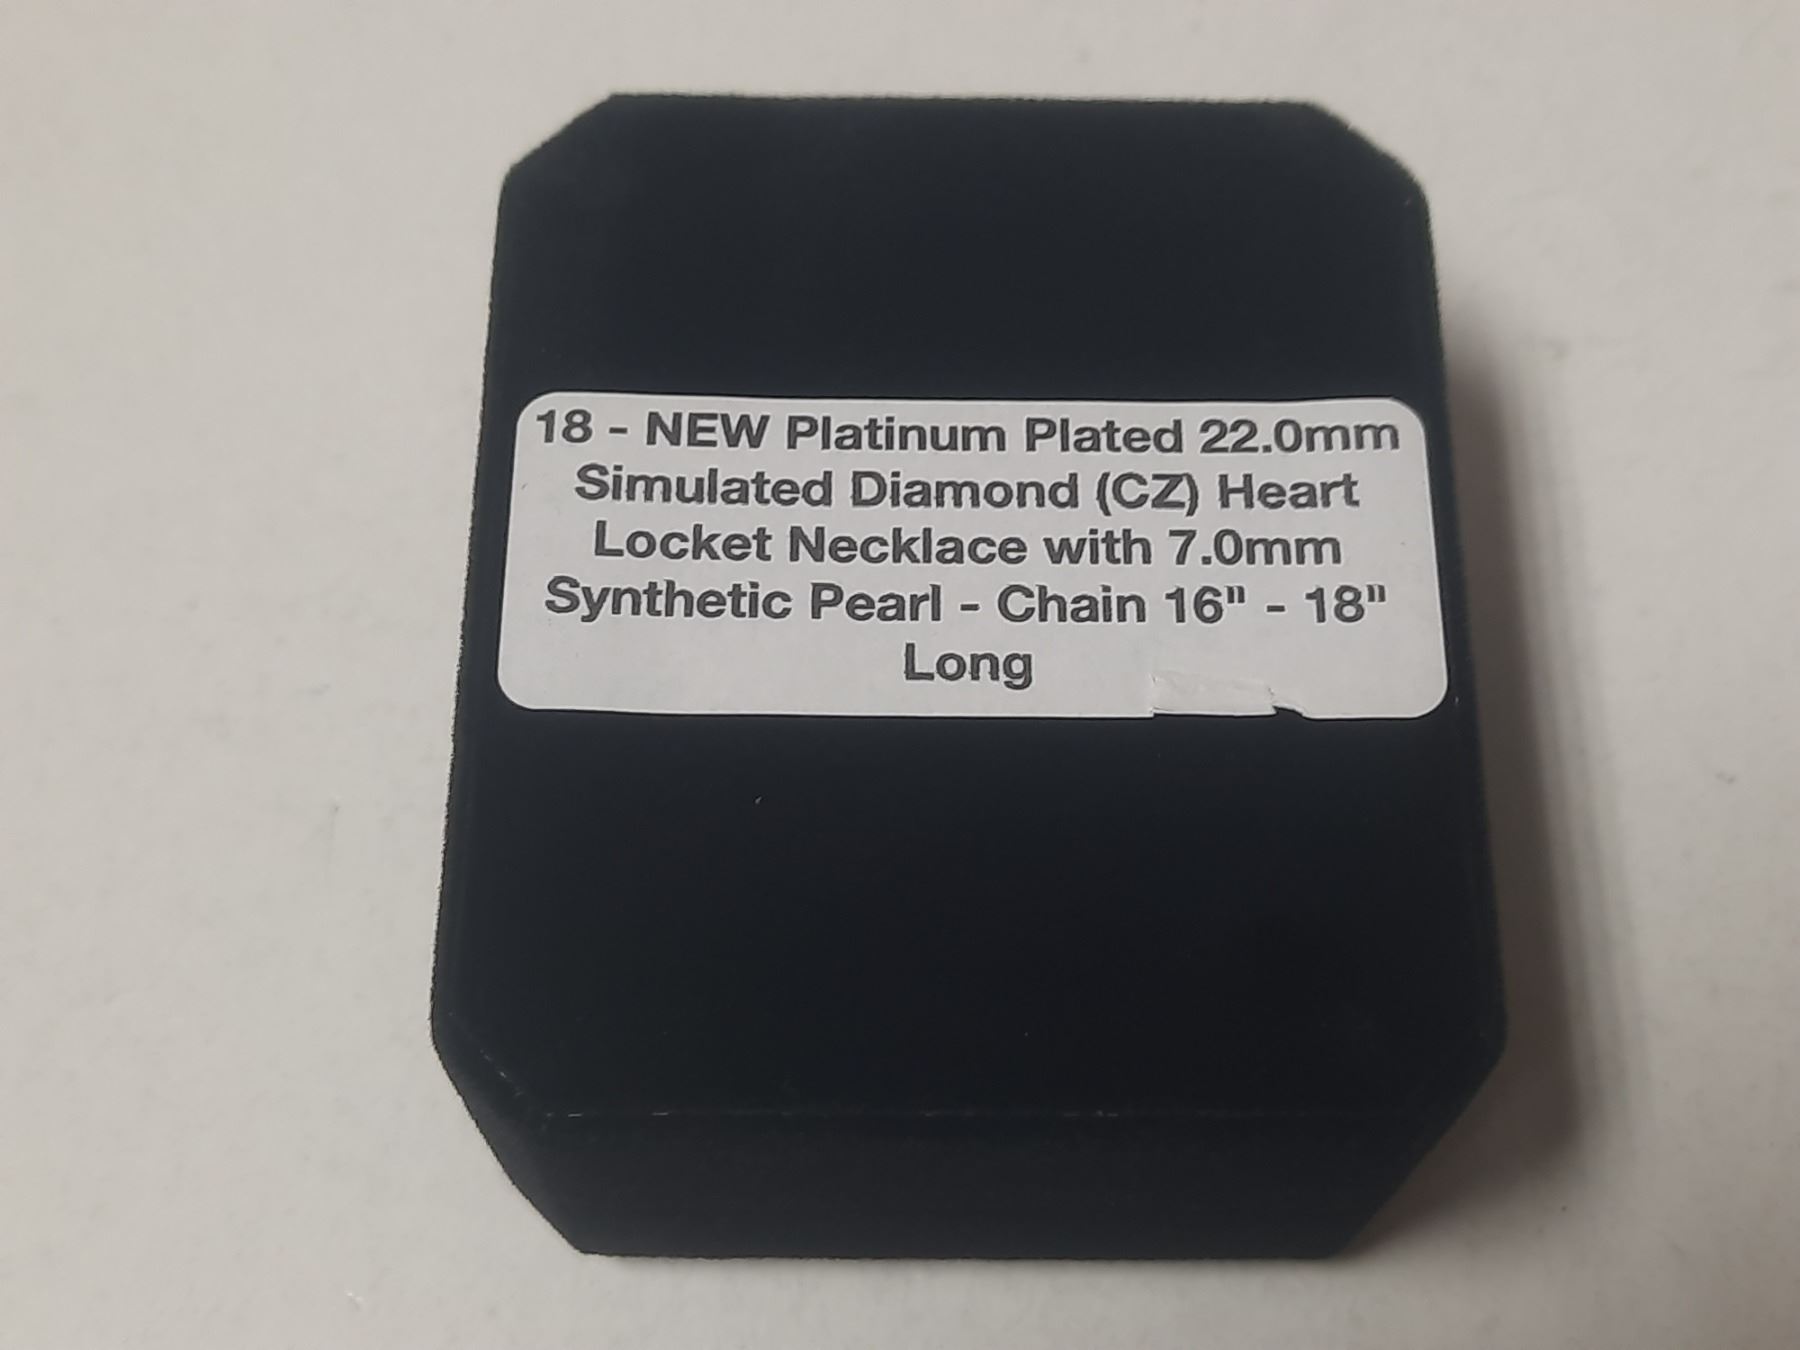 18 - NEW Platinum Plated 22.0mm
Simulated Diamond (CZ) Heart
Locket Necklace with 7.0mm
Synthetic Pearl - Chain 16" - 18"
Long